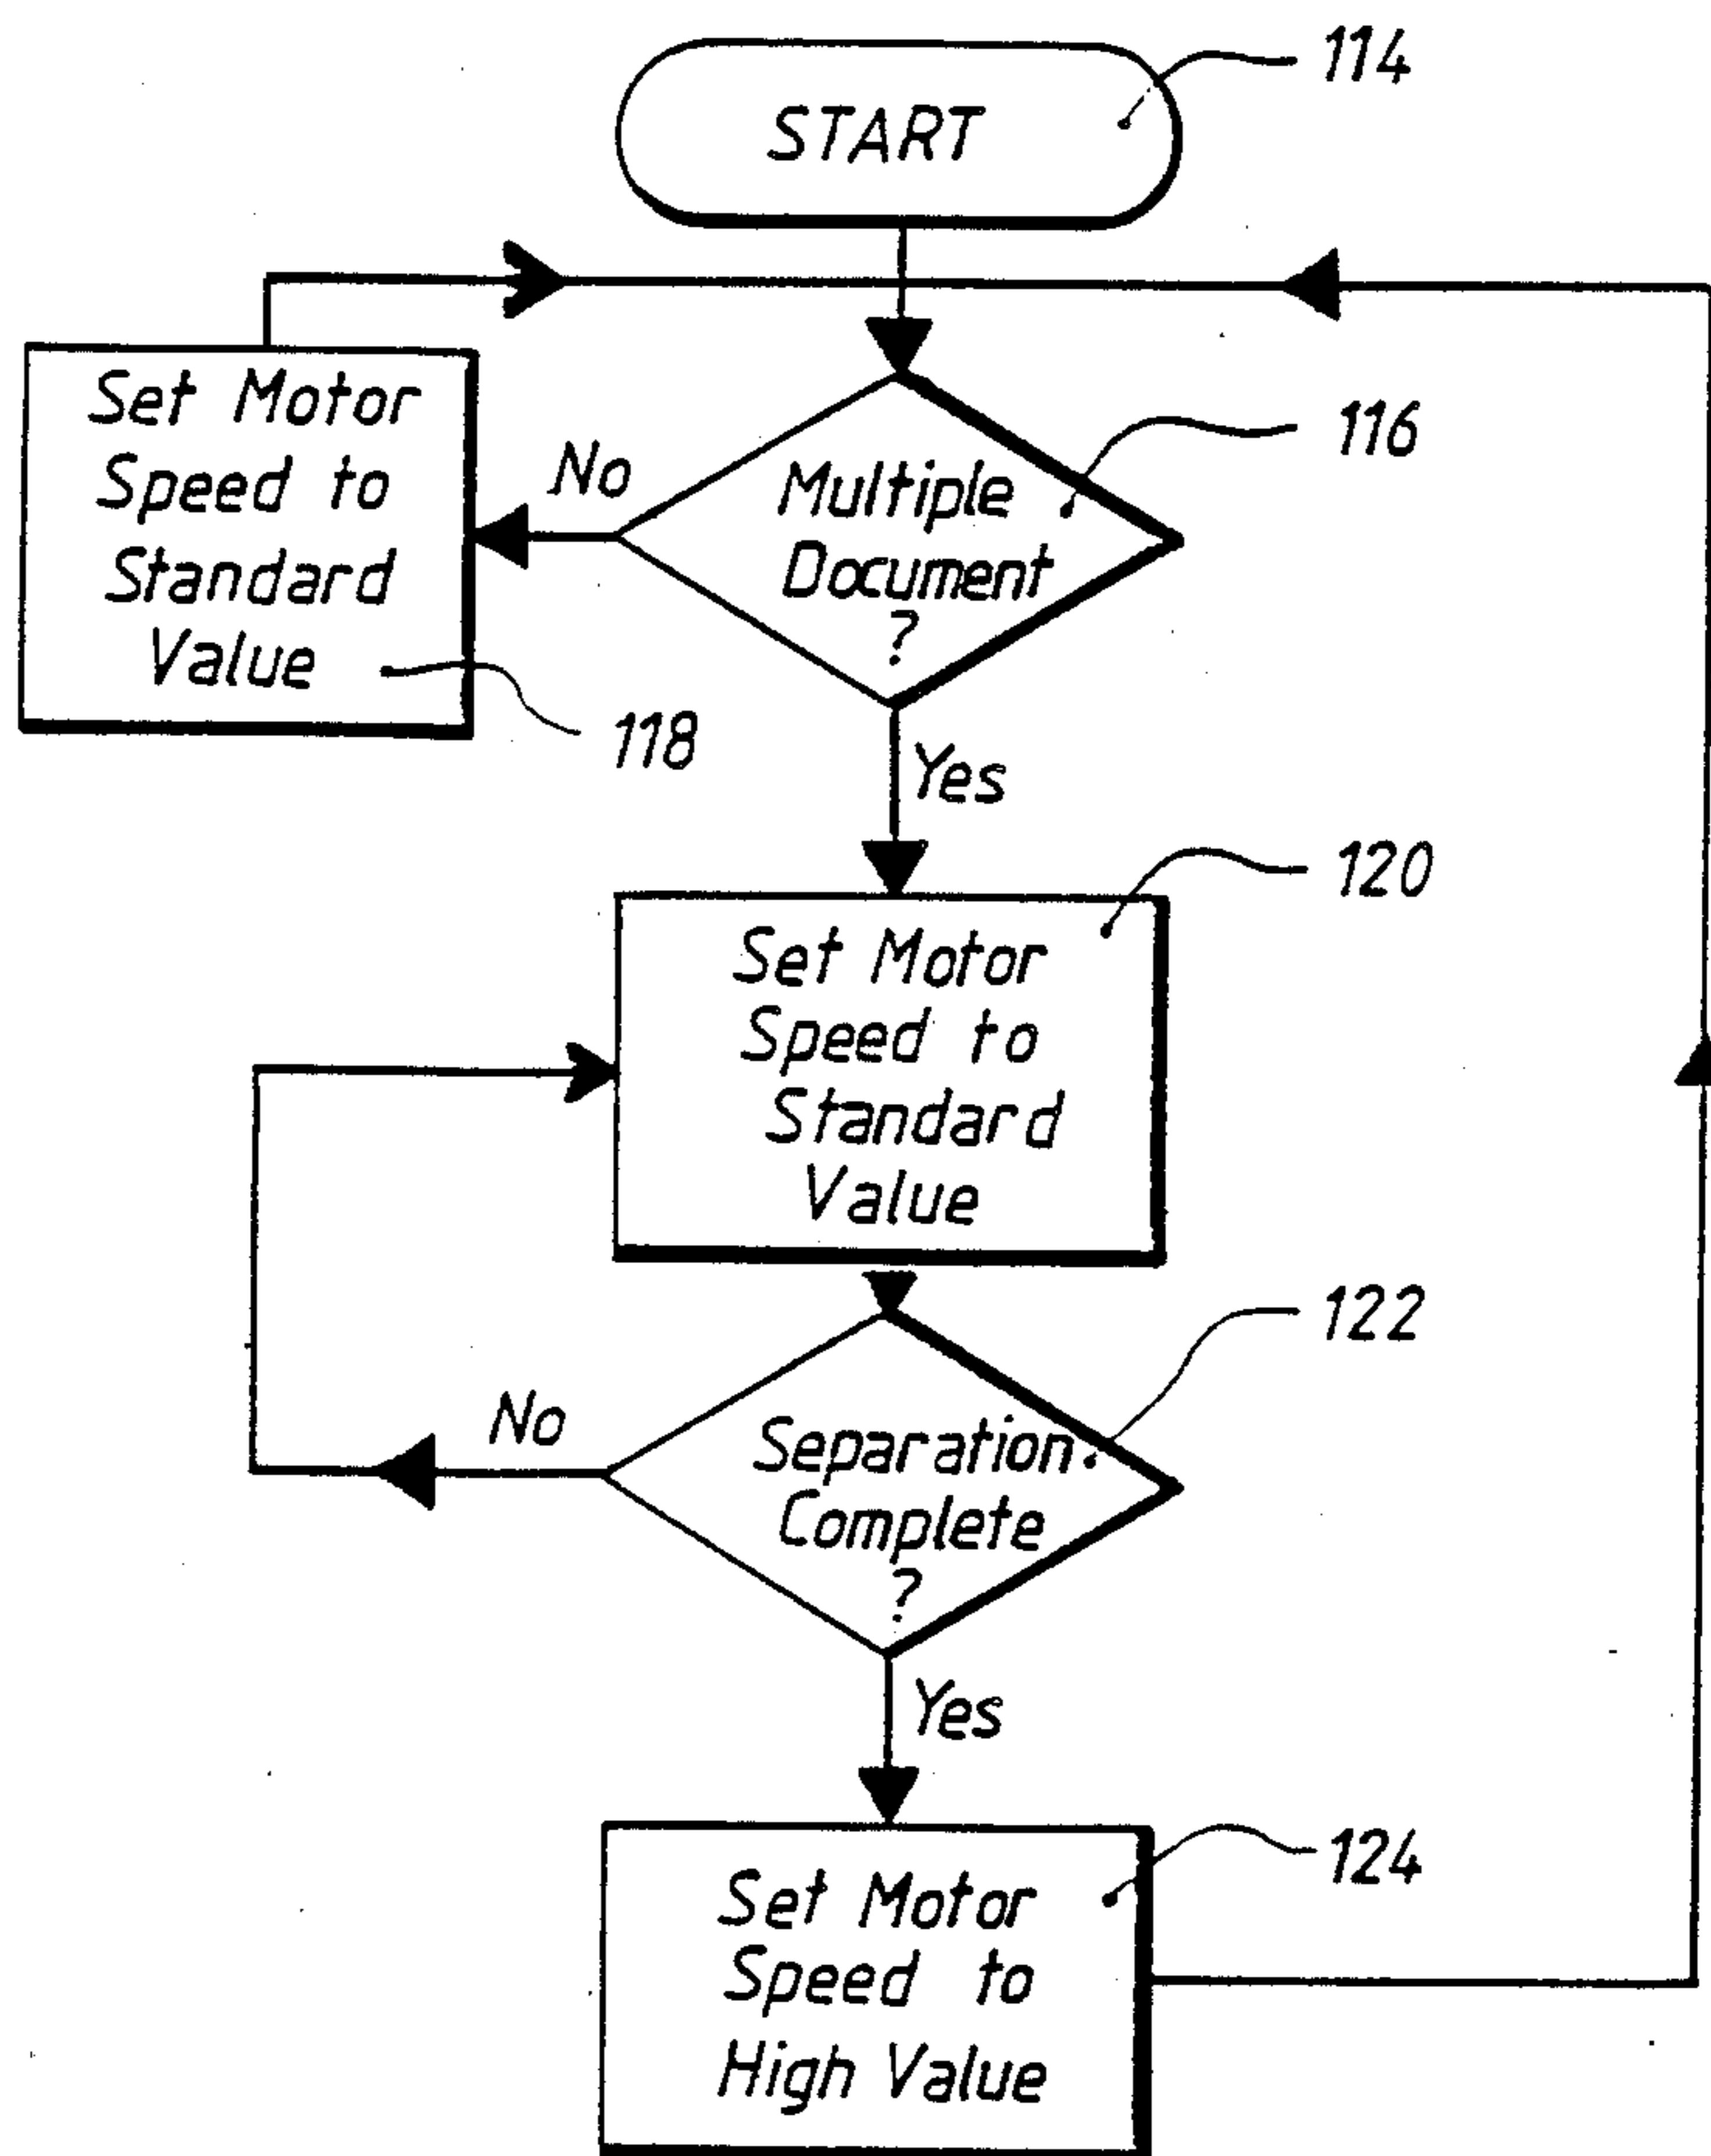 START
114
Set Motor
Speed to
Standard
Value
118
No
Multiple
Document
?
116
Yes
120
Set Motor
Speed to
Standard
Value
122
No
Separation
Complete
?
Yes
124
Set Motor
Speed to
High Value